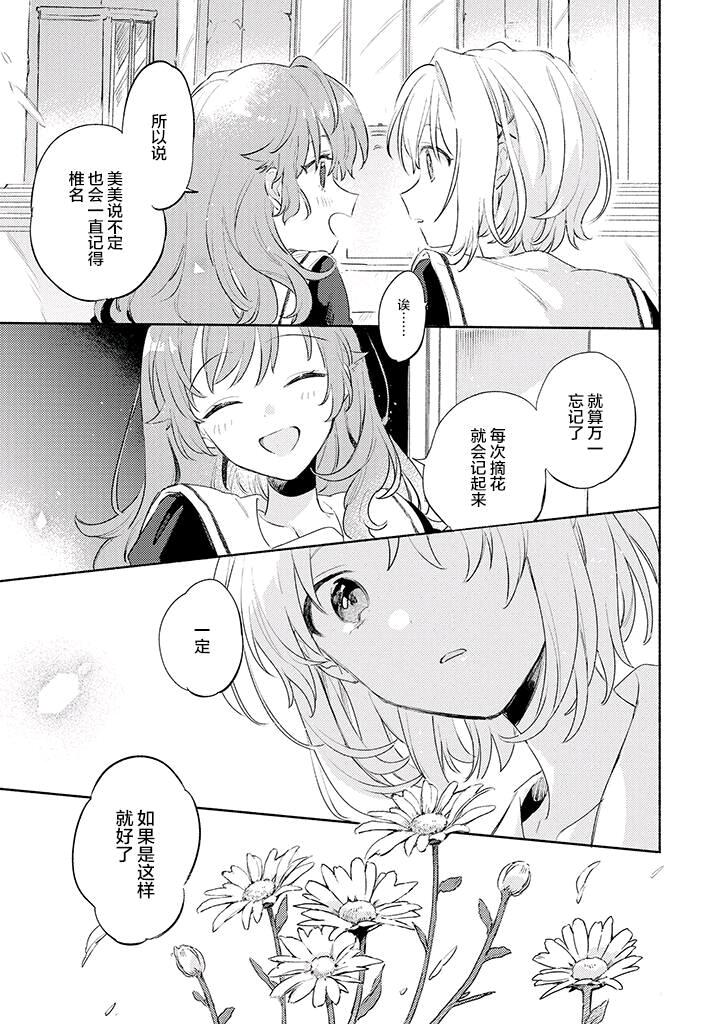 所以说
美美说不定
也会一直记得
椎名
诶……
就算万一
忘记了
每次摘花
就会记起来
一定
如果是这样
就好了